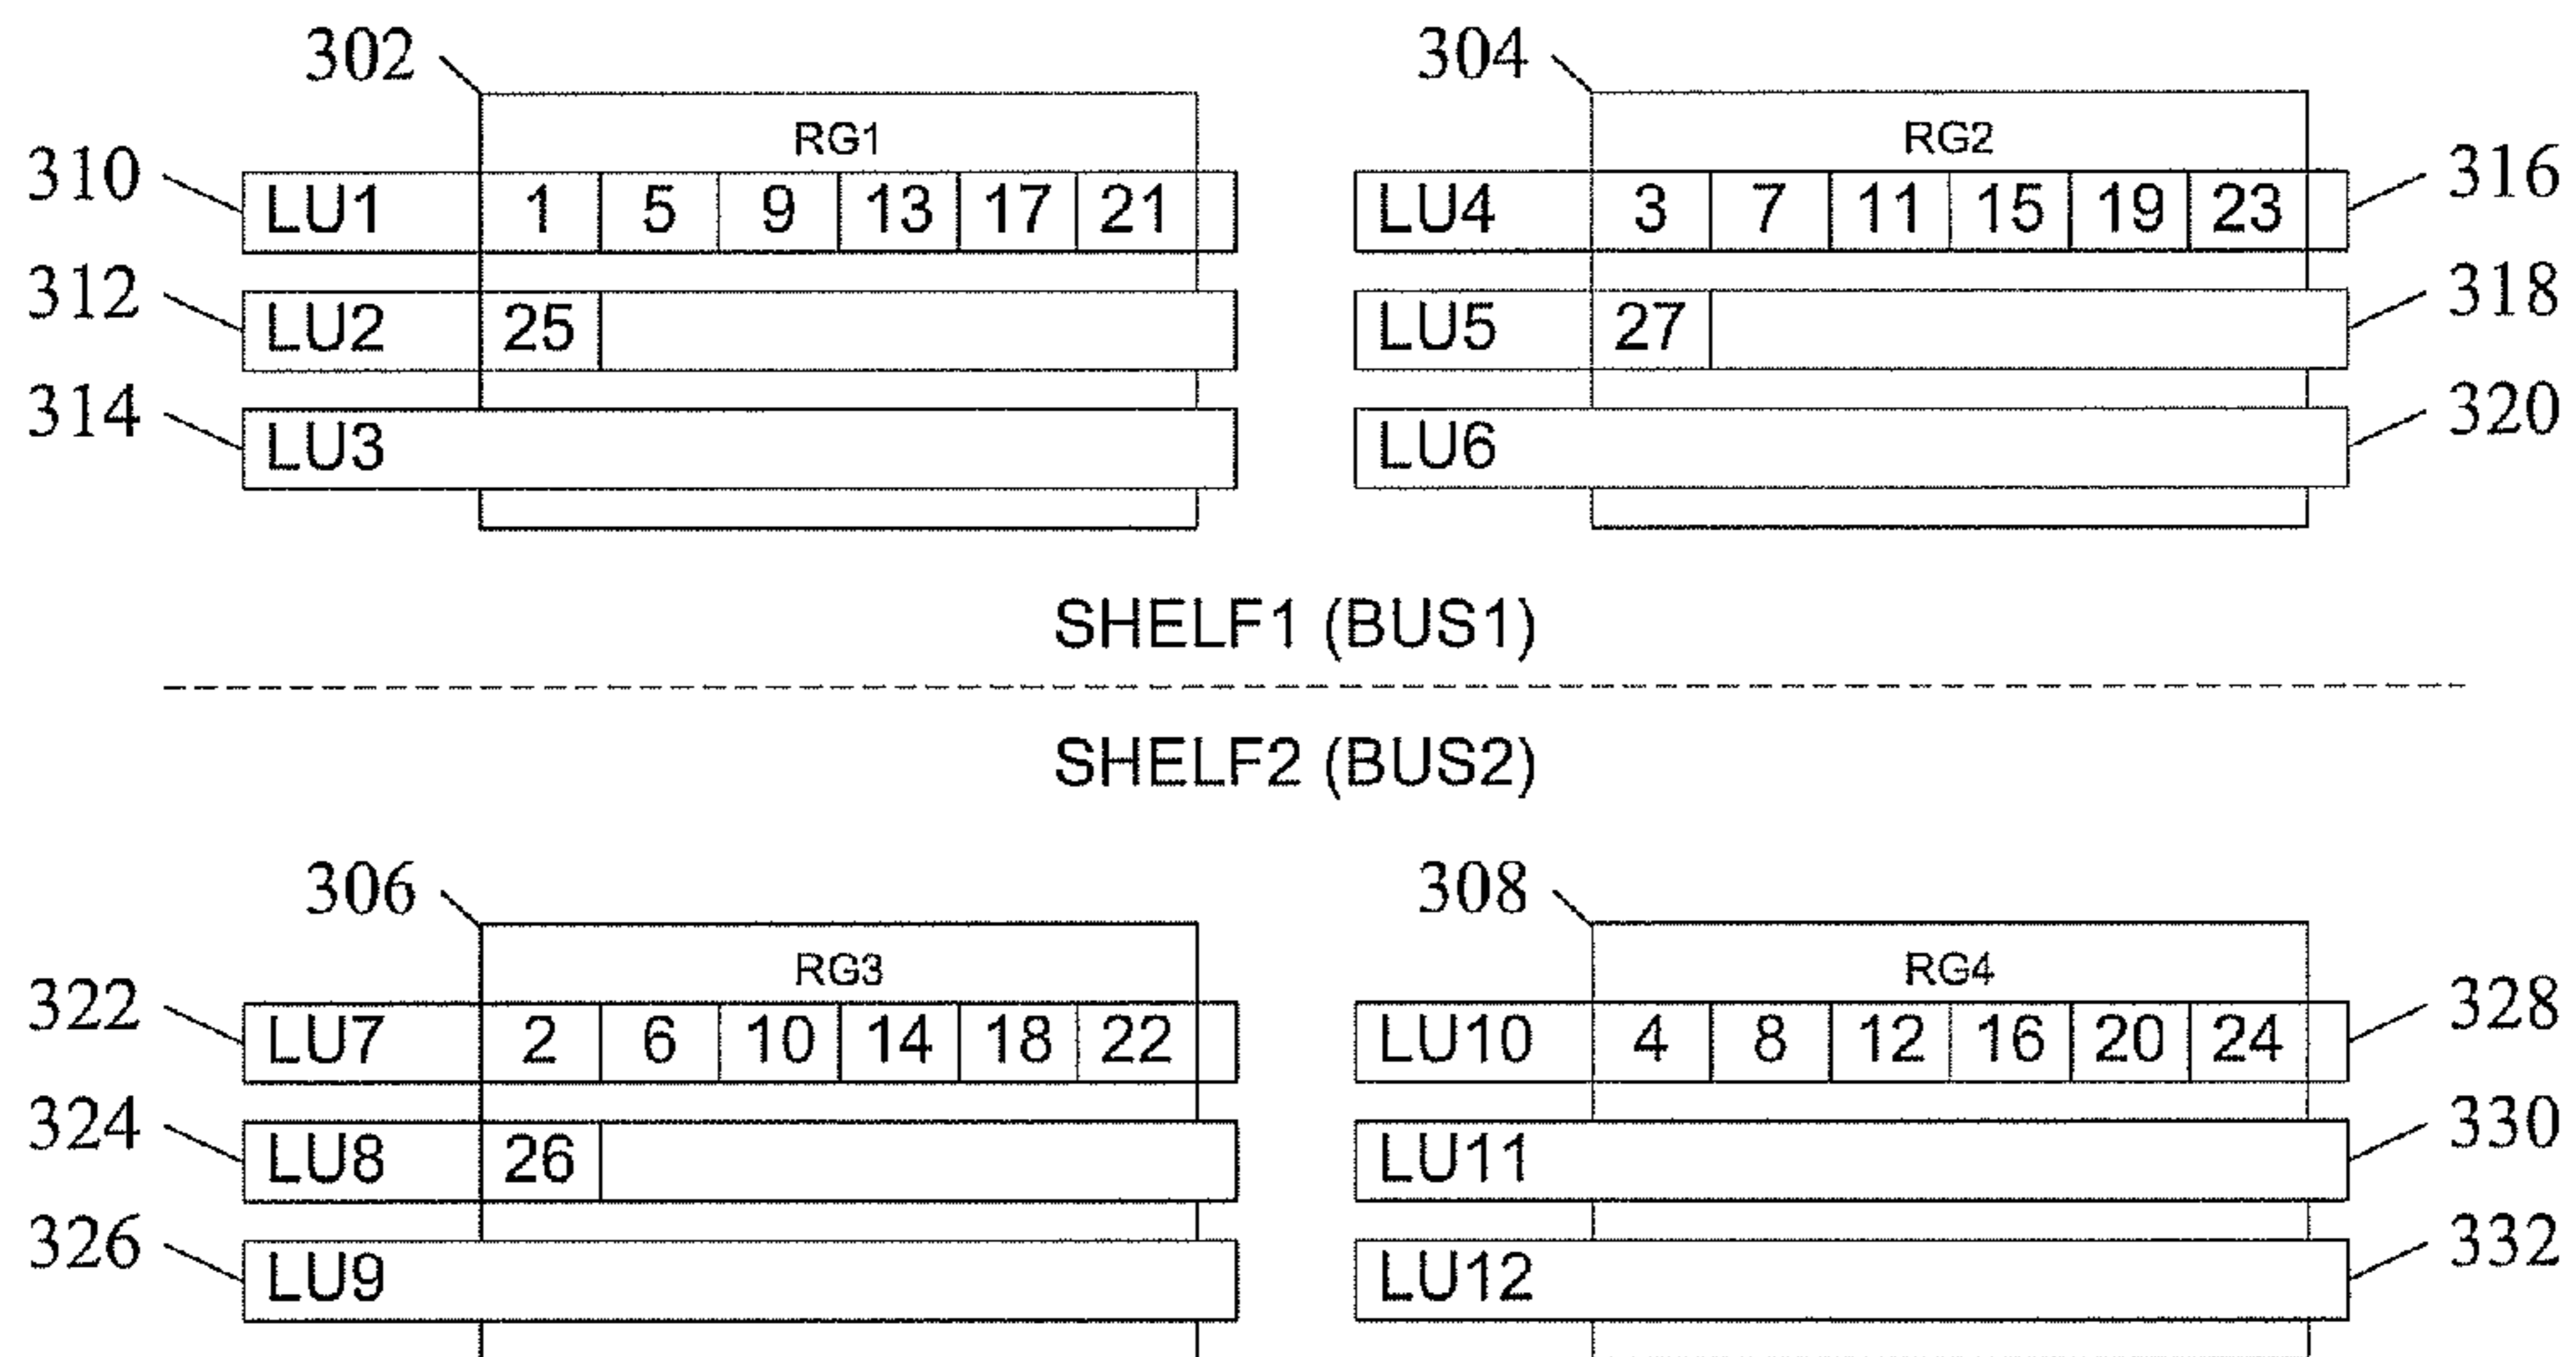 302 304
RG1 RG2
310 LU1 1 5 9 13 17 21 LU4 3 7 11 15 19 23 316
312 LU2 25 LU5 27 318
314 LU3 LU6 320
SHELF1 (BUS1)
SHELF2 (BUS2)
306 308
RG3 RG4
322 LU7 2 6 10 14 18 22 LU10 4 8 12 16 20 24 328
324 LU8 26 LU11 330
326 LU9 LU12 332